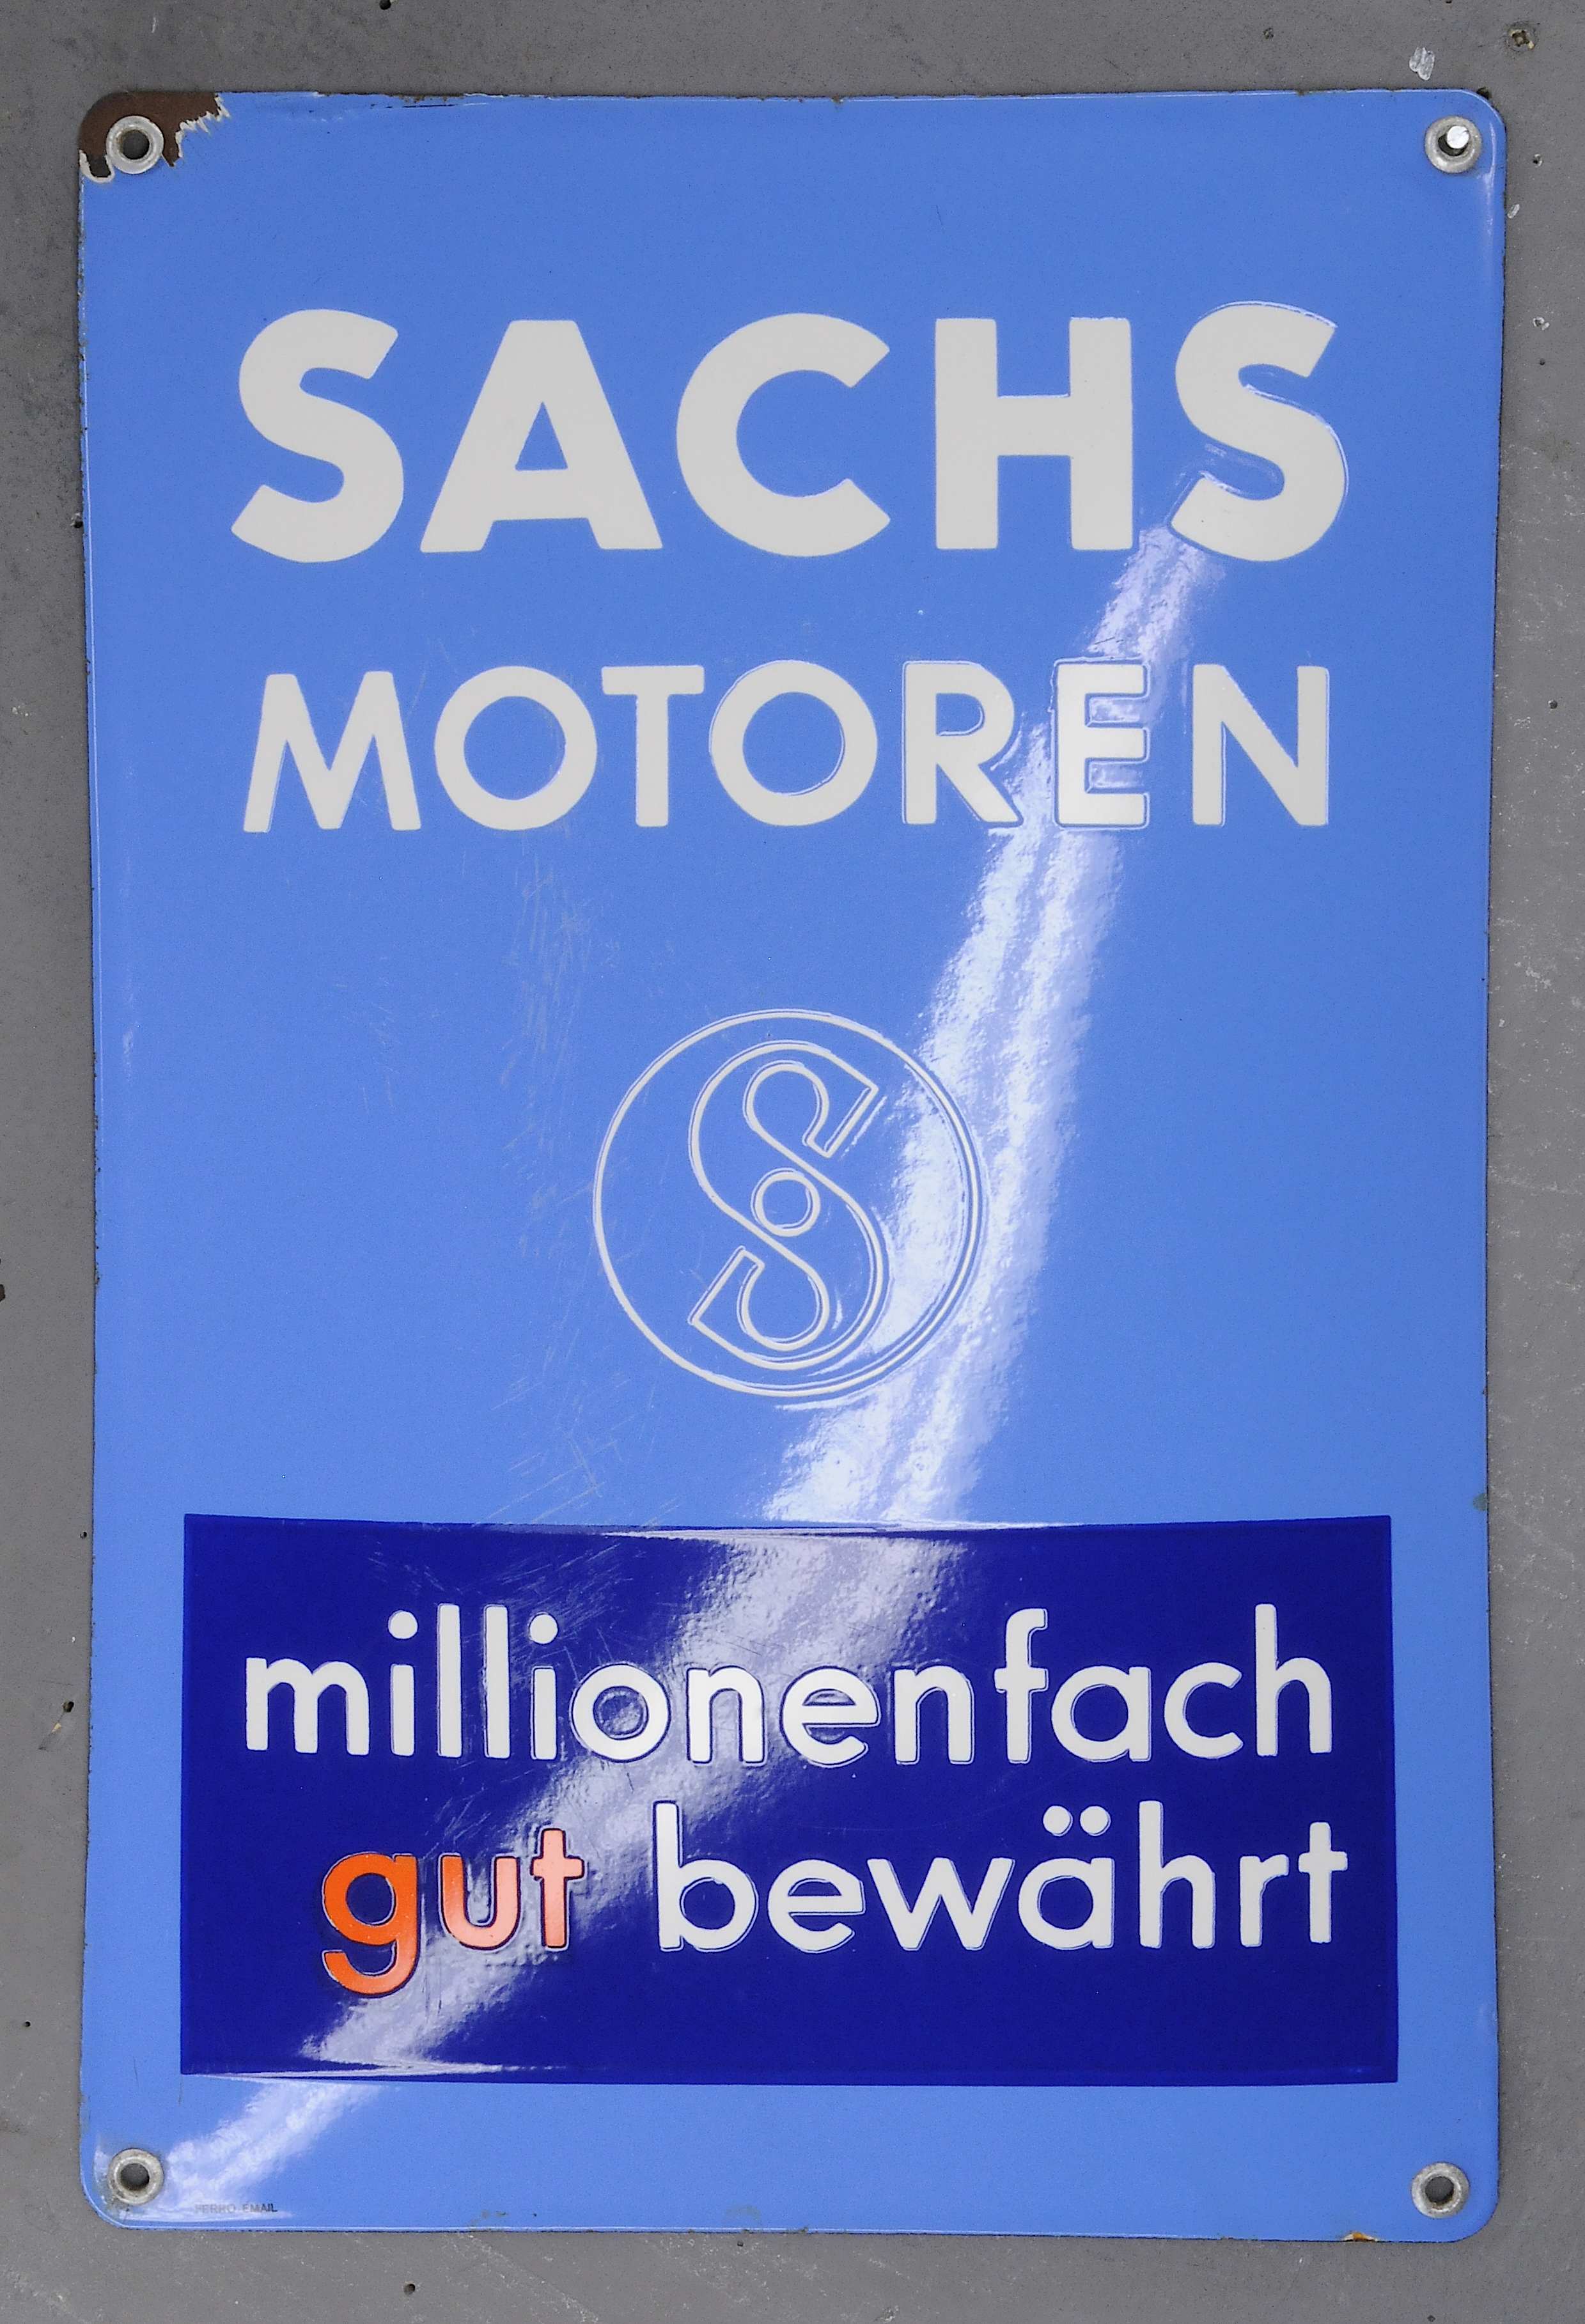 SACHS
MOTOREN
S
millionenfach
gut bewährt
FERRO-EMAIL